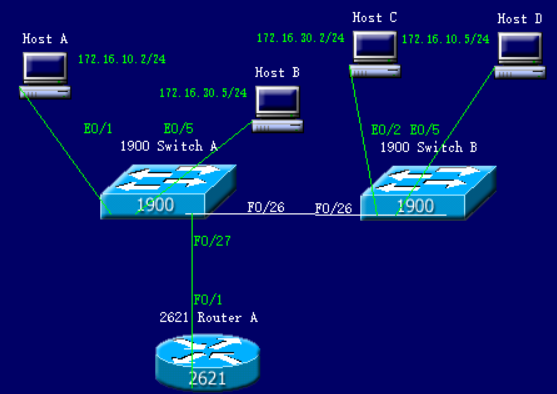 Host A
172.16.10.2/24
Host B
172.16.30.5/24
Host C
172.16.30.2/24
Host D
172.16.10.5/24
E0/1
E0/5
1900 Switch A
1900
E0/2
E0/5
1900 Switch B
1900
F0/26
F0/26
F0/27
F0/1
2621 Router A
2621